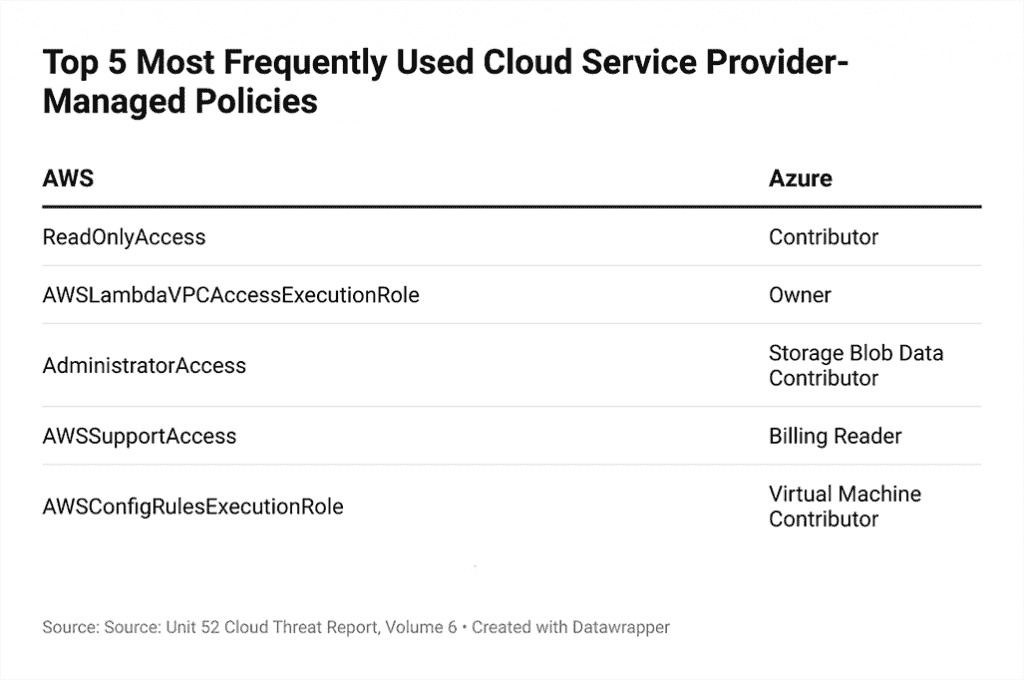 Top 5 Most Frequently Used Cloud Service Provider-
Managed Policies
AWS Azure
ReadOnlyAccess Contributor
AWSLambdaVPCAccessExecutionRole Owner
AdministratorAccess Storage Blob Data
Contributor
AWSSupportAccess Billing Reader
AWSConfigRulesExecutionRole Virtual Machine
Contributor
Source: Source: Unit 52 Cloud Threat Report, Volume 6 • Created with Datawrapper